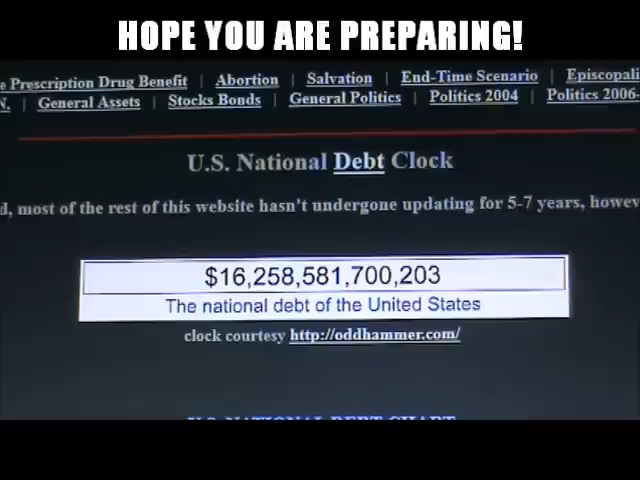 HOPE YOU ARE PREPARING!
e Prescription Drug Benefit | Abortion | Salvation | End-Time Scenario | Episcopali
N. | General Assets | Stocks Bonds | General Politics | Politics 2004 | Politics 2006-
U.S. National Debt Clock
d, most of the rest of this website hasn't undergone updating for 5-7 years, howev
$16,258,581,700,203
The national debt of the United States
clock courtesy http://oddhammer.com/
U.S. NATIONAL DEBT CHART